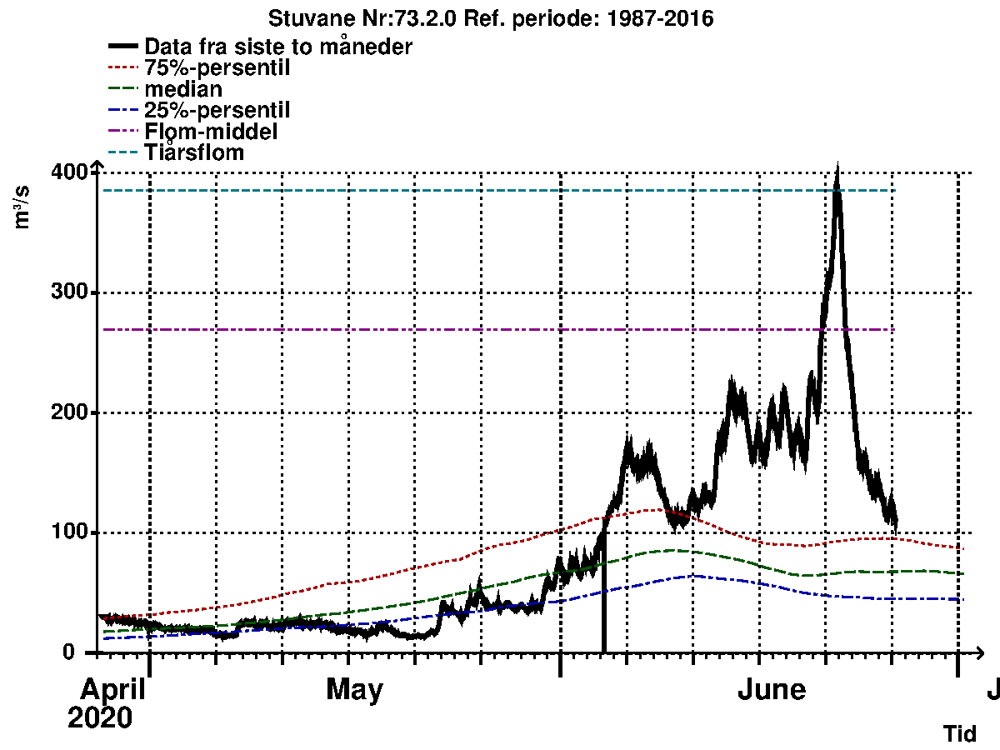 Stuvane Nr:73.2.0 Ref. periode: 1987-2016
Data fra siste to måneder
75%-persentil
median
25%-persentil
Flom-middel
Tiårsflom
m³/s
400
300
200
100
0
April May June J
2020
Tid